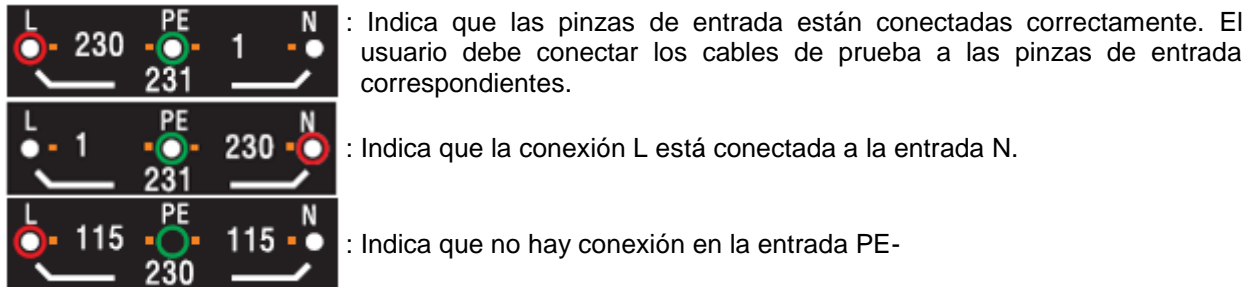 L PE N
230 1
231
: Indica que las pinzas de entrada están conectadas correctamente. El
usuario debe conectar los cables de prueba a las pinzas de entrada
correspondientes.
L PE N
1 230
231
: Indica que la conexión L está conectada a la entrada N.
L PE N
115 115
230
: Indica que no hay conexión en la entrada PE-